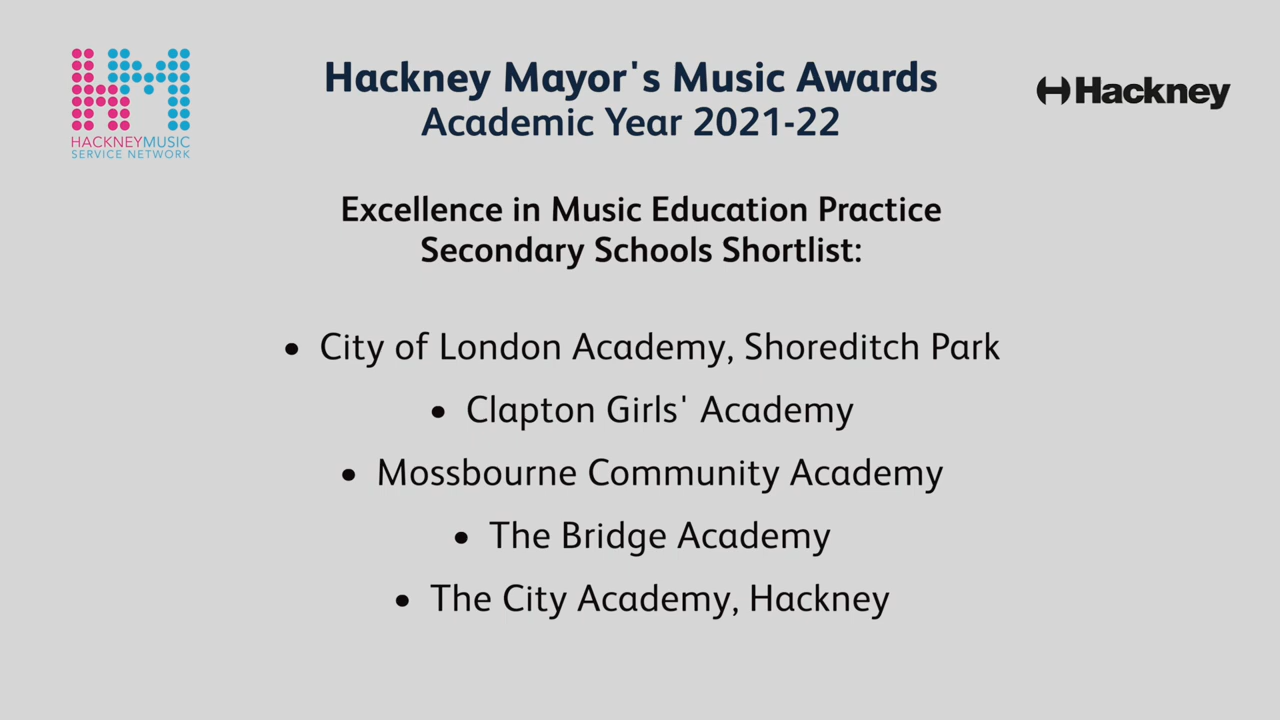 HACKNEYMUSIC
SERVICE NETWORK
Hackney Mayor's Music Awards
Academic Year 2021-22
Hackney
Excellence in Music Education Practice
Secondary Schools Shortlist:
• City of London Academy, Shoreditch Park
• Clapton Girls' Academy
• Mossbourne Community Academy
• The Bridge Academy
• The City Academy, Hackney